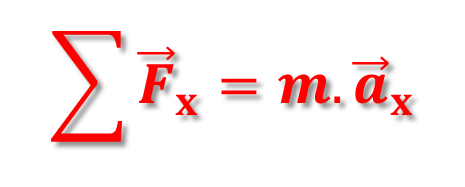 ∑ F⃗ₓ = m. a⃗ₓ